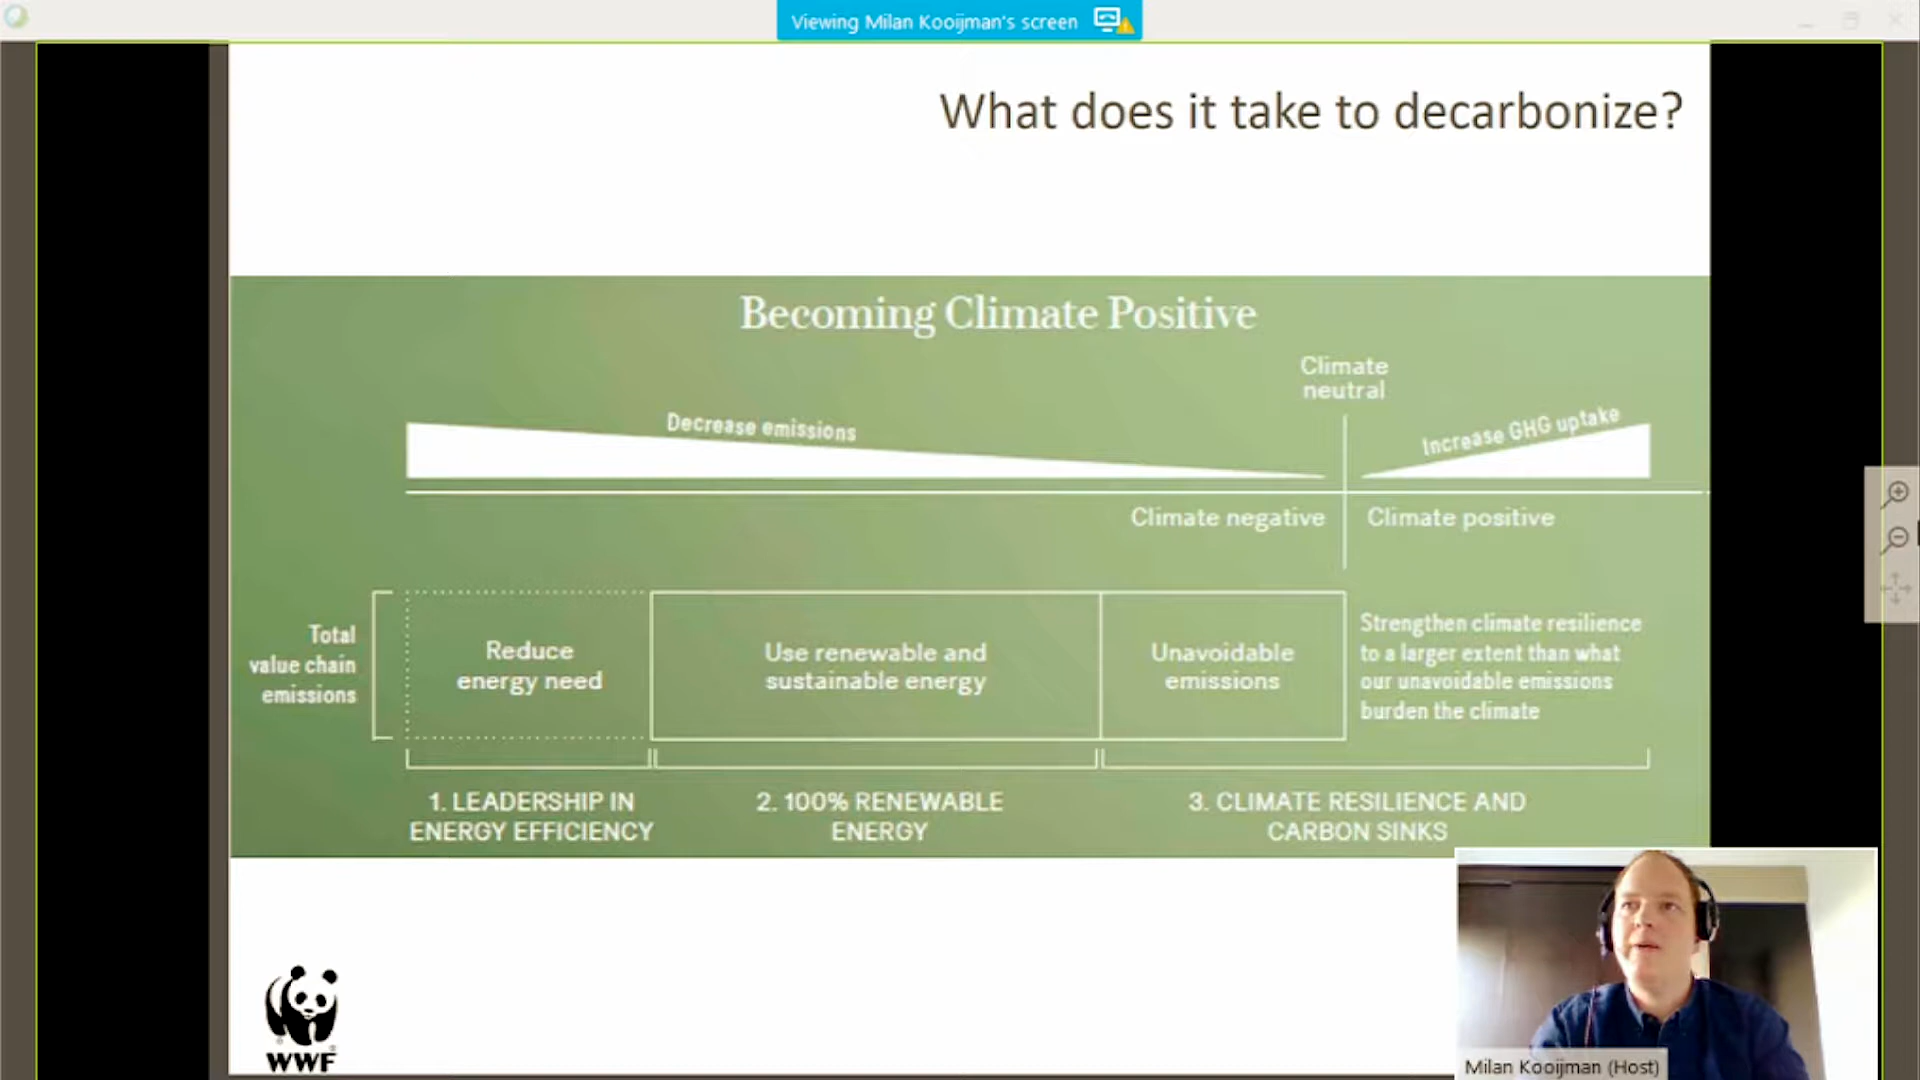 Viewing Milan Kooijman's screen
What does it take to decarbonize?
Becoming Climate Positive
Climate
neutral
Decrease emissions
Increase GHG uptake
Climate negative
Climate positive
Total
value chain
emissions
Reduce
energy need
Use renewable and
sustainable energy
Unavoidable
emissions
Strengthen climate resilience
to a larger extent than what
our unavoidable emissions
burden the climate
1. LEADERSHIP IN
ENERGY EFFICIENCY
2. 100% RENEWABLE
ENERGY
3. CLIMATE RESILIENCE AND
CARBON SINKS
WWF
Milan Kooijman (Host)